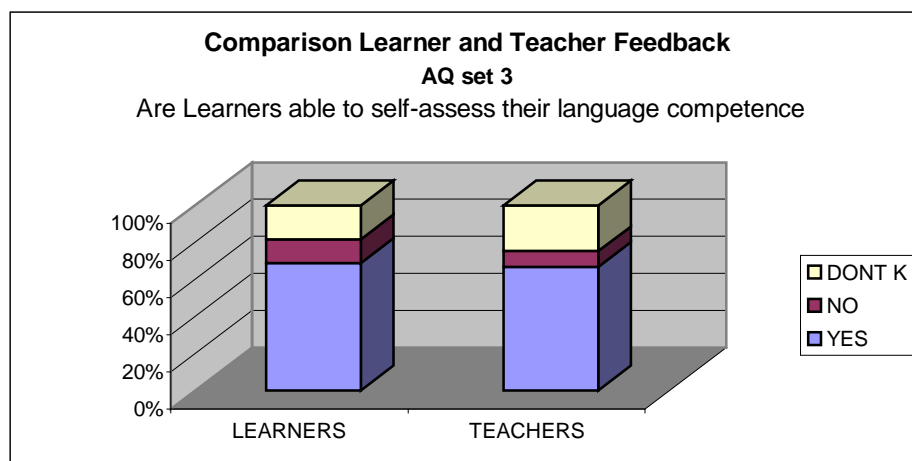 Comparison Learner and Teacher Feedback
AQ set 3
Are Learners able to self-assess their language competence
100%
80%
60%
40%
20%
0%
LEARNERS
TEACHERS
DONT K
NO
YES